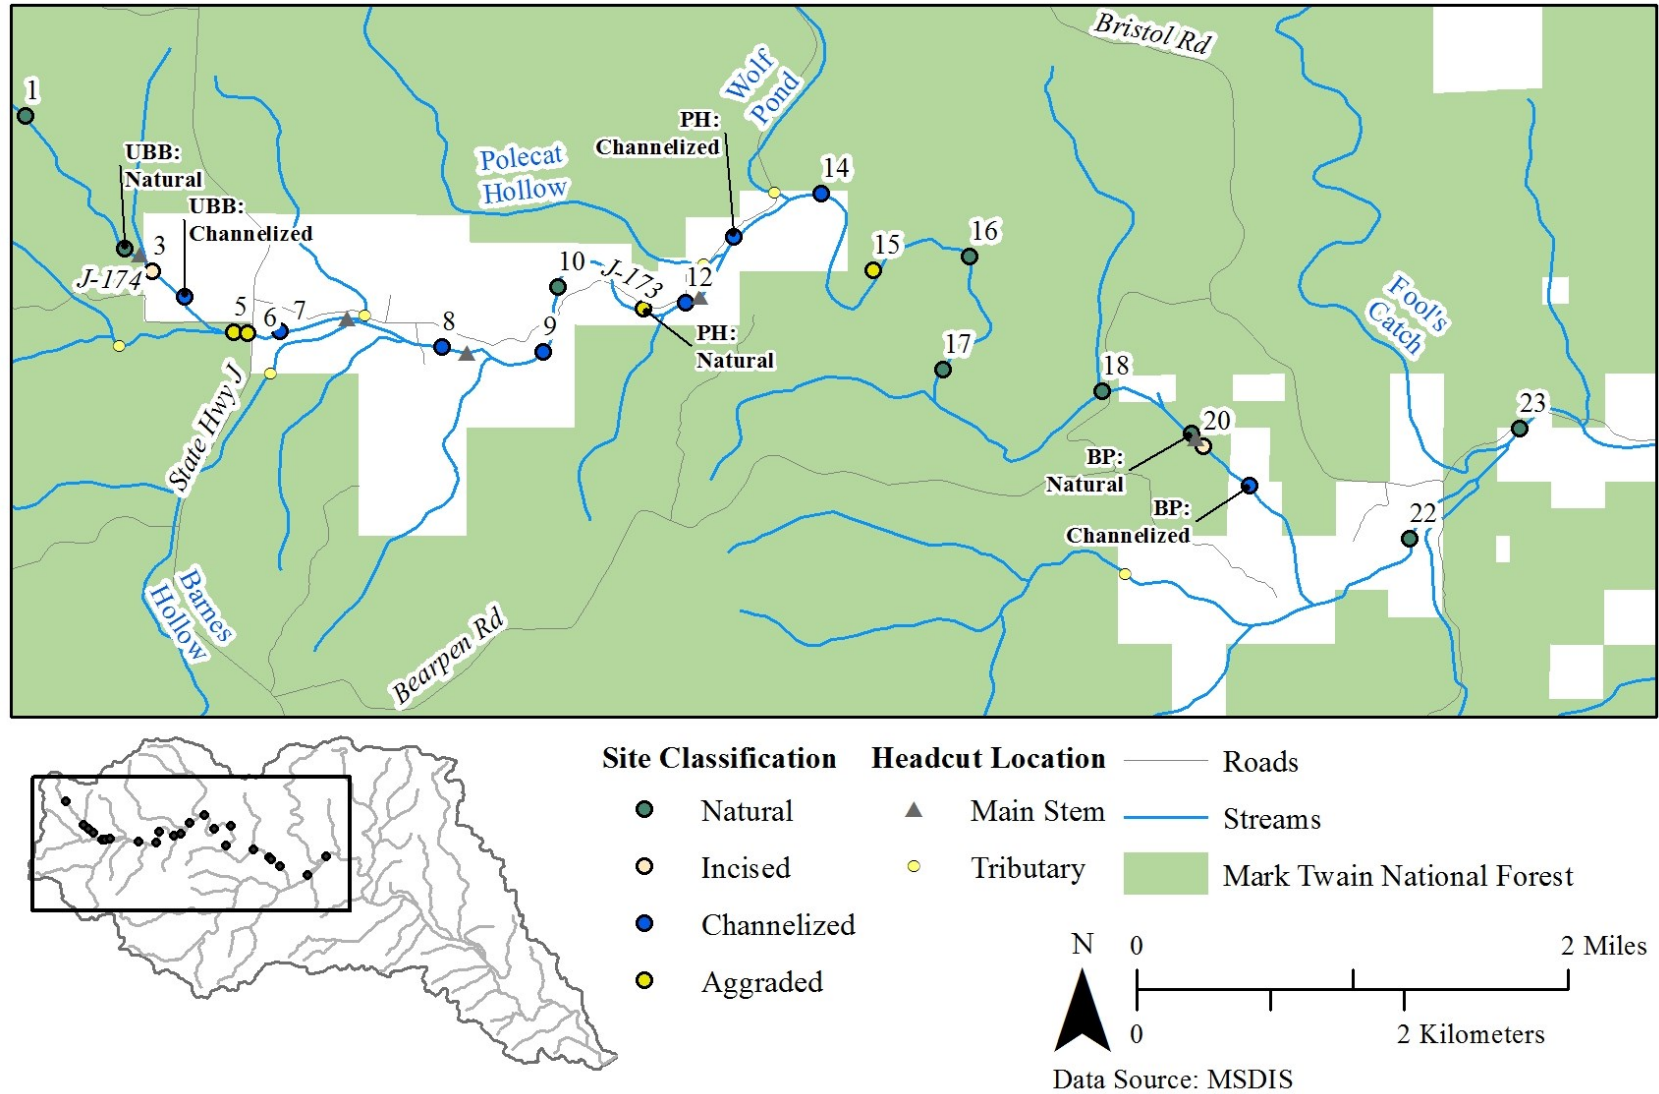 1
Bristol Rd
Wolf
Pond
PH:
Channelized
UBB:
Natural
Polecat
Hollow
14
UBB:
Channelized
3
J-174
10
J-173
12
15
16
5
6
7
8
9
PH:
Natural
17
18
Fool's
Catch
20
23
BP:
Natural
BP:
Channelized
22
State Hwy J
Barnes
Hollow
Bearpen Rd
Site Classification
Natural
Incised
Channelized
Aggraded
Headcut Location
Main Stem
Tributary
Roads
Streams
Mark Twain National Forest
N
0
2 Miles
0
2 Kilometers
Data Source: MSDIS